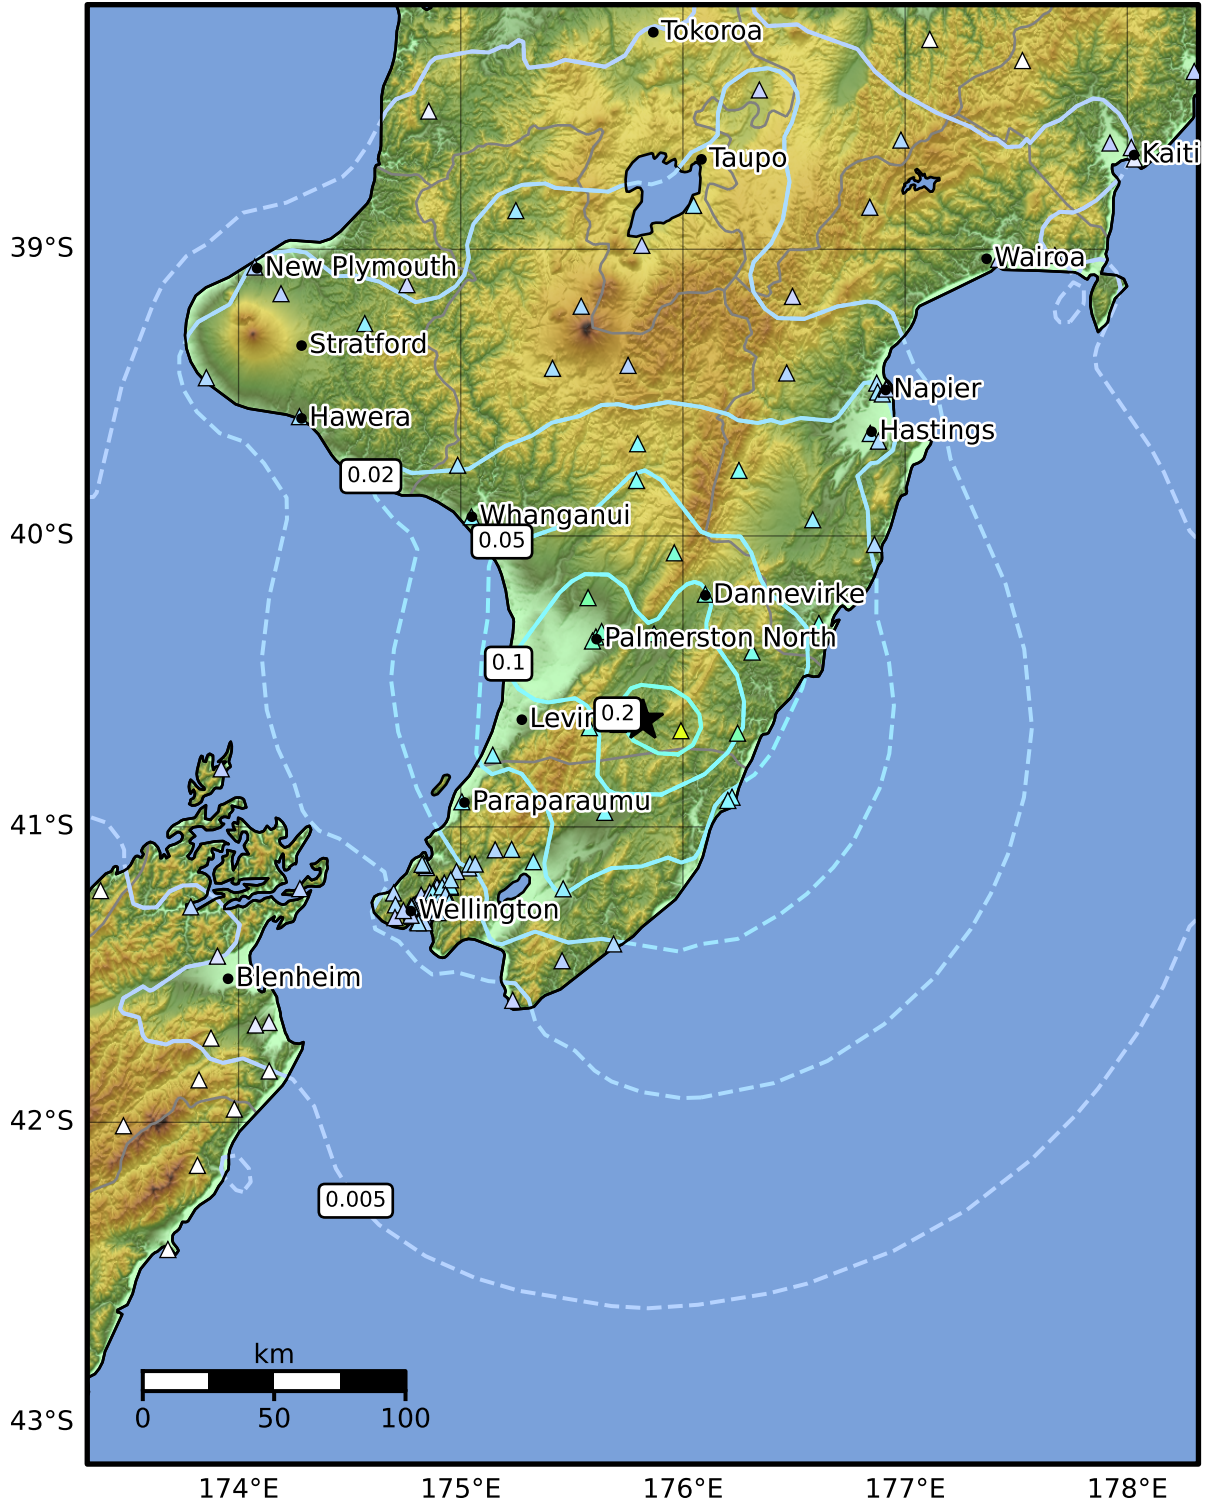 Tokoroa
Taupo
Kaiti
39°S
New Plymouth
Wairoa
Stratford
Napier
Hawera
Hastings
0.02
40°S
Whanganui
0.05
Dannevirke
Palmerston North
0.1
Levin
0.2
Paraparaumu
41°S
Wellington
Blenheim
42°S
0.005
km
0 50 100
43°S
174°E 175°E 176°E 177°E 178°E